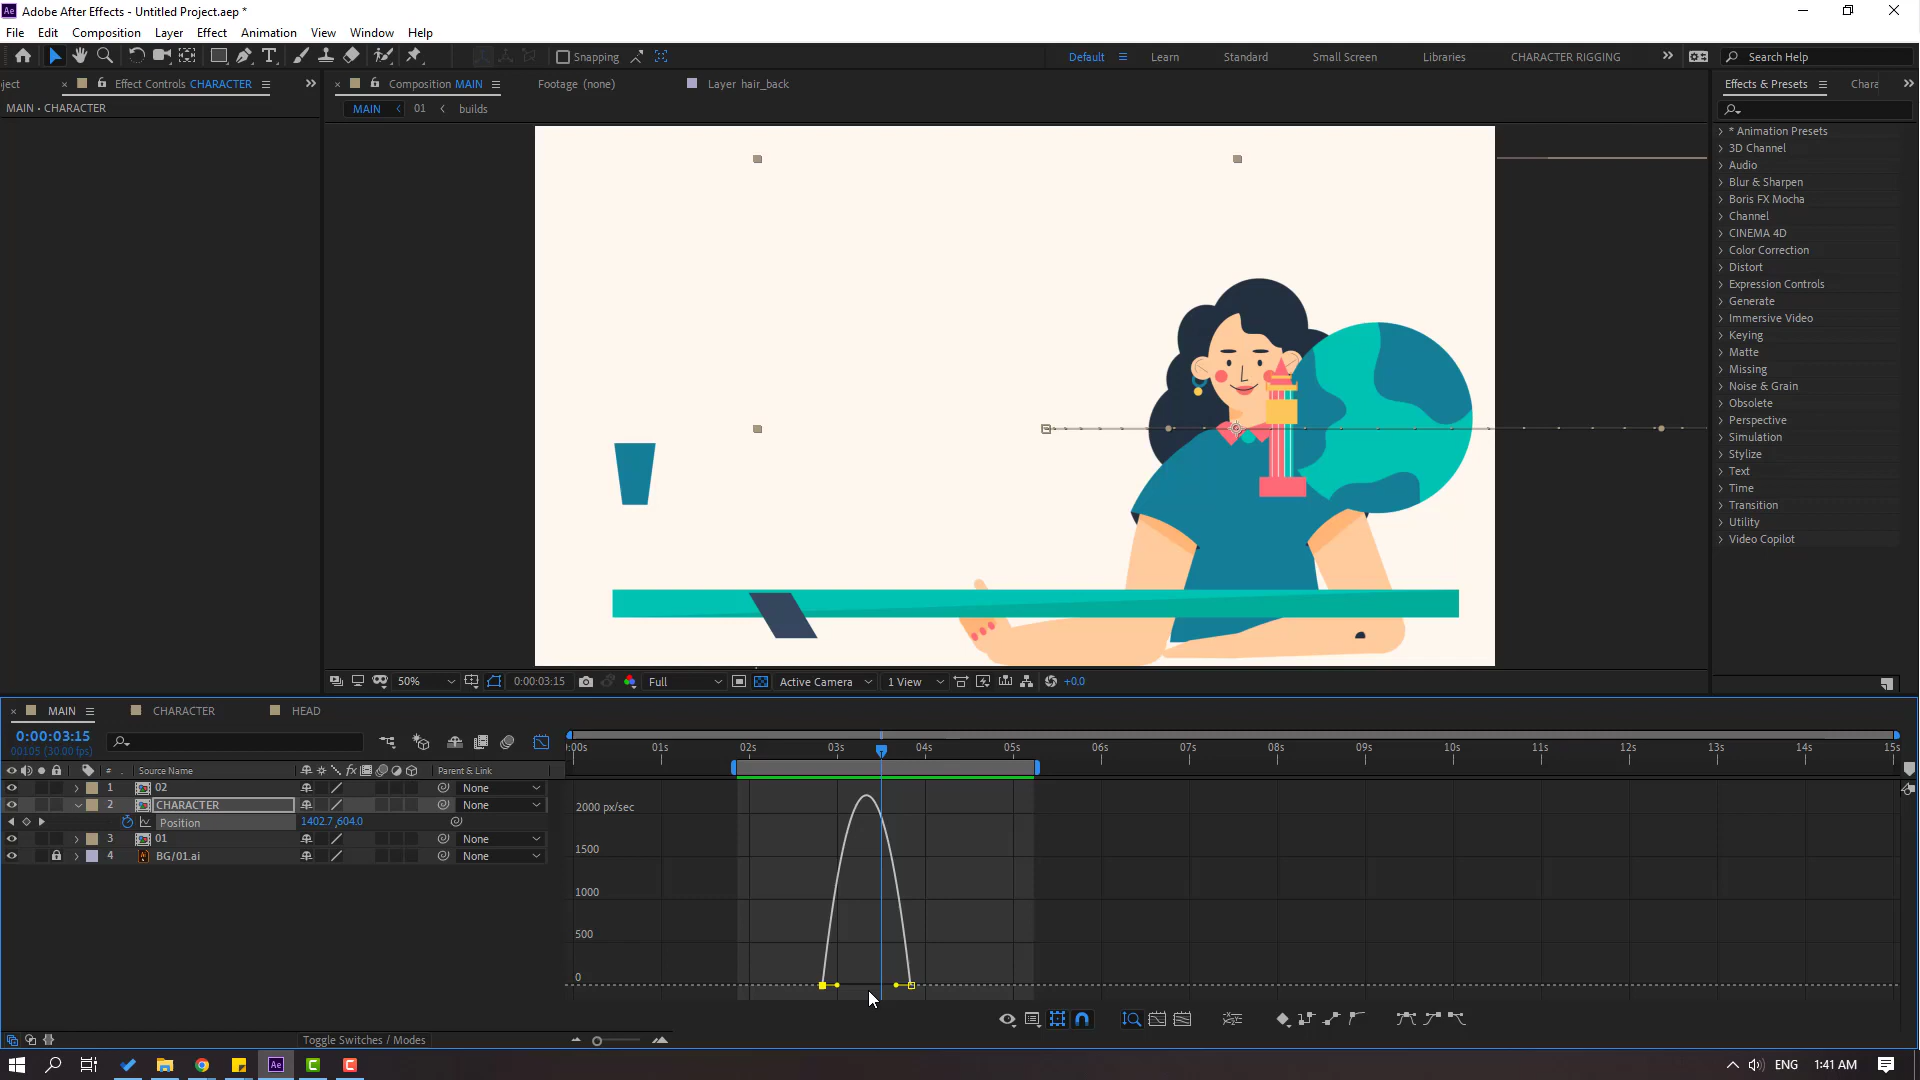 Adobe After Effects - Untitled Project.aep *
File Edit Composition Layer Effect Animation View Window Help
Snapping Default Learn Standard Small Screen Libraries CHARACTER RIGGING Search Help
ject Effect Controls CHARACTER Composition MAIN Footage (none) Layer hair_back Effects & Presets Chara
MAIN • CHARACTER
MAIN 01 builds
* Animation Presets
3D Channel
Audio
Blur & Sharpen
Boris FX Mocha
Channel
CINEMA 4D
Color Correction
Distort
Expression Controls
Generate
Immersive Video
Keying
Matte
Missing
Noise & Grain
Obsolete
Perspective
Simulation
Stylize
Text
Time
Transition
Utility
Video Copilot
50% 0:00:03:15 Full Active Camera 1 View +0.0
MAIN CHARACTER HEAD
0:00:03:15
00105 (30.00 fps)
:00s 01s 02s 03s 04s 05s 06s 07s 08s 09s 10s 11s 12s 13s 14s 15s
# . Source Name fx Parent & Link
1 02 None
2 CHARACTER None
Position 1402.7,604.0
3 01 None
4 BG/01.ai None
2000 px/sec
1500
1000
500
0
Toggle Switches / Modes
Ae ENG 1:41 AM